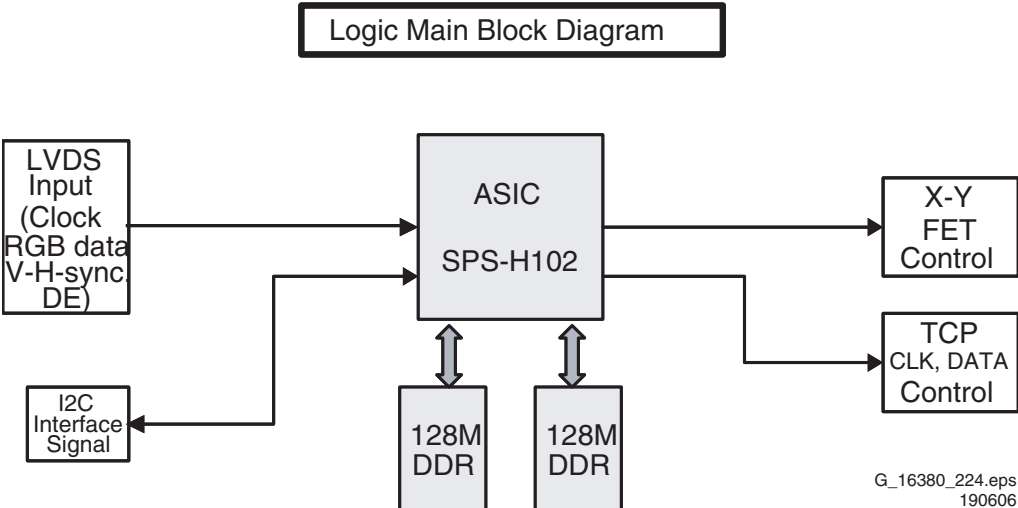 Logic Main Block Diagram
LVDS
Input
(Clock
RGB data
V-H-sync.
DE)
ASIC
SPS-H102
X-Y
FET
Control
TCP
CLK, DATA
Control
I2C
Interface
Signal
128M
DDR
128M
DDR
G_16380_224.eps
190606